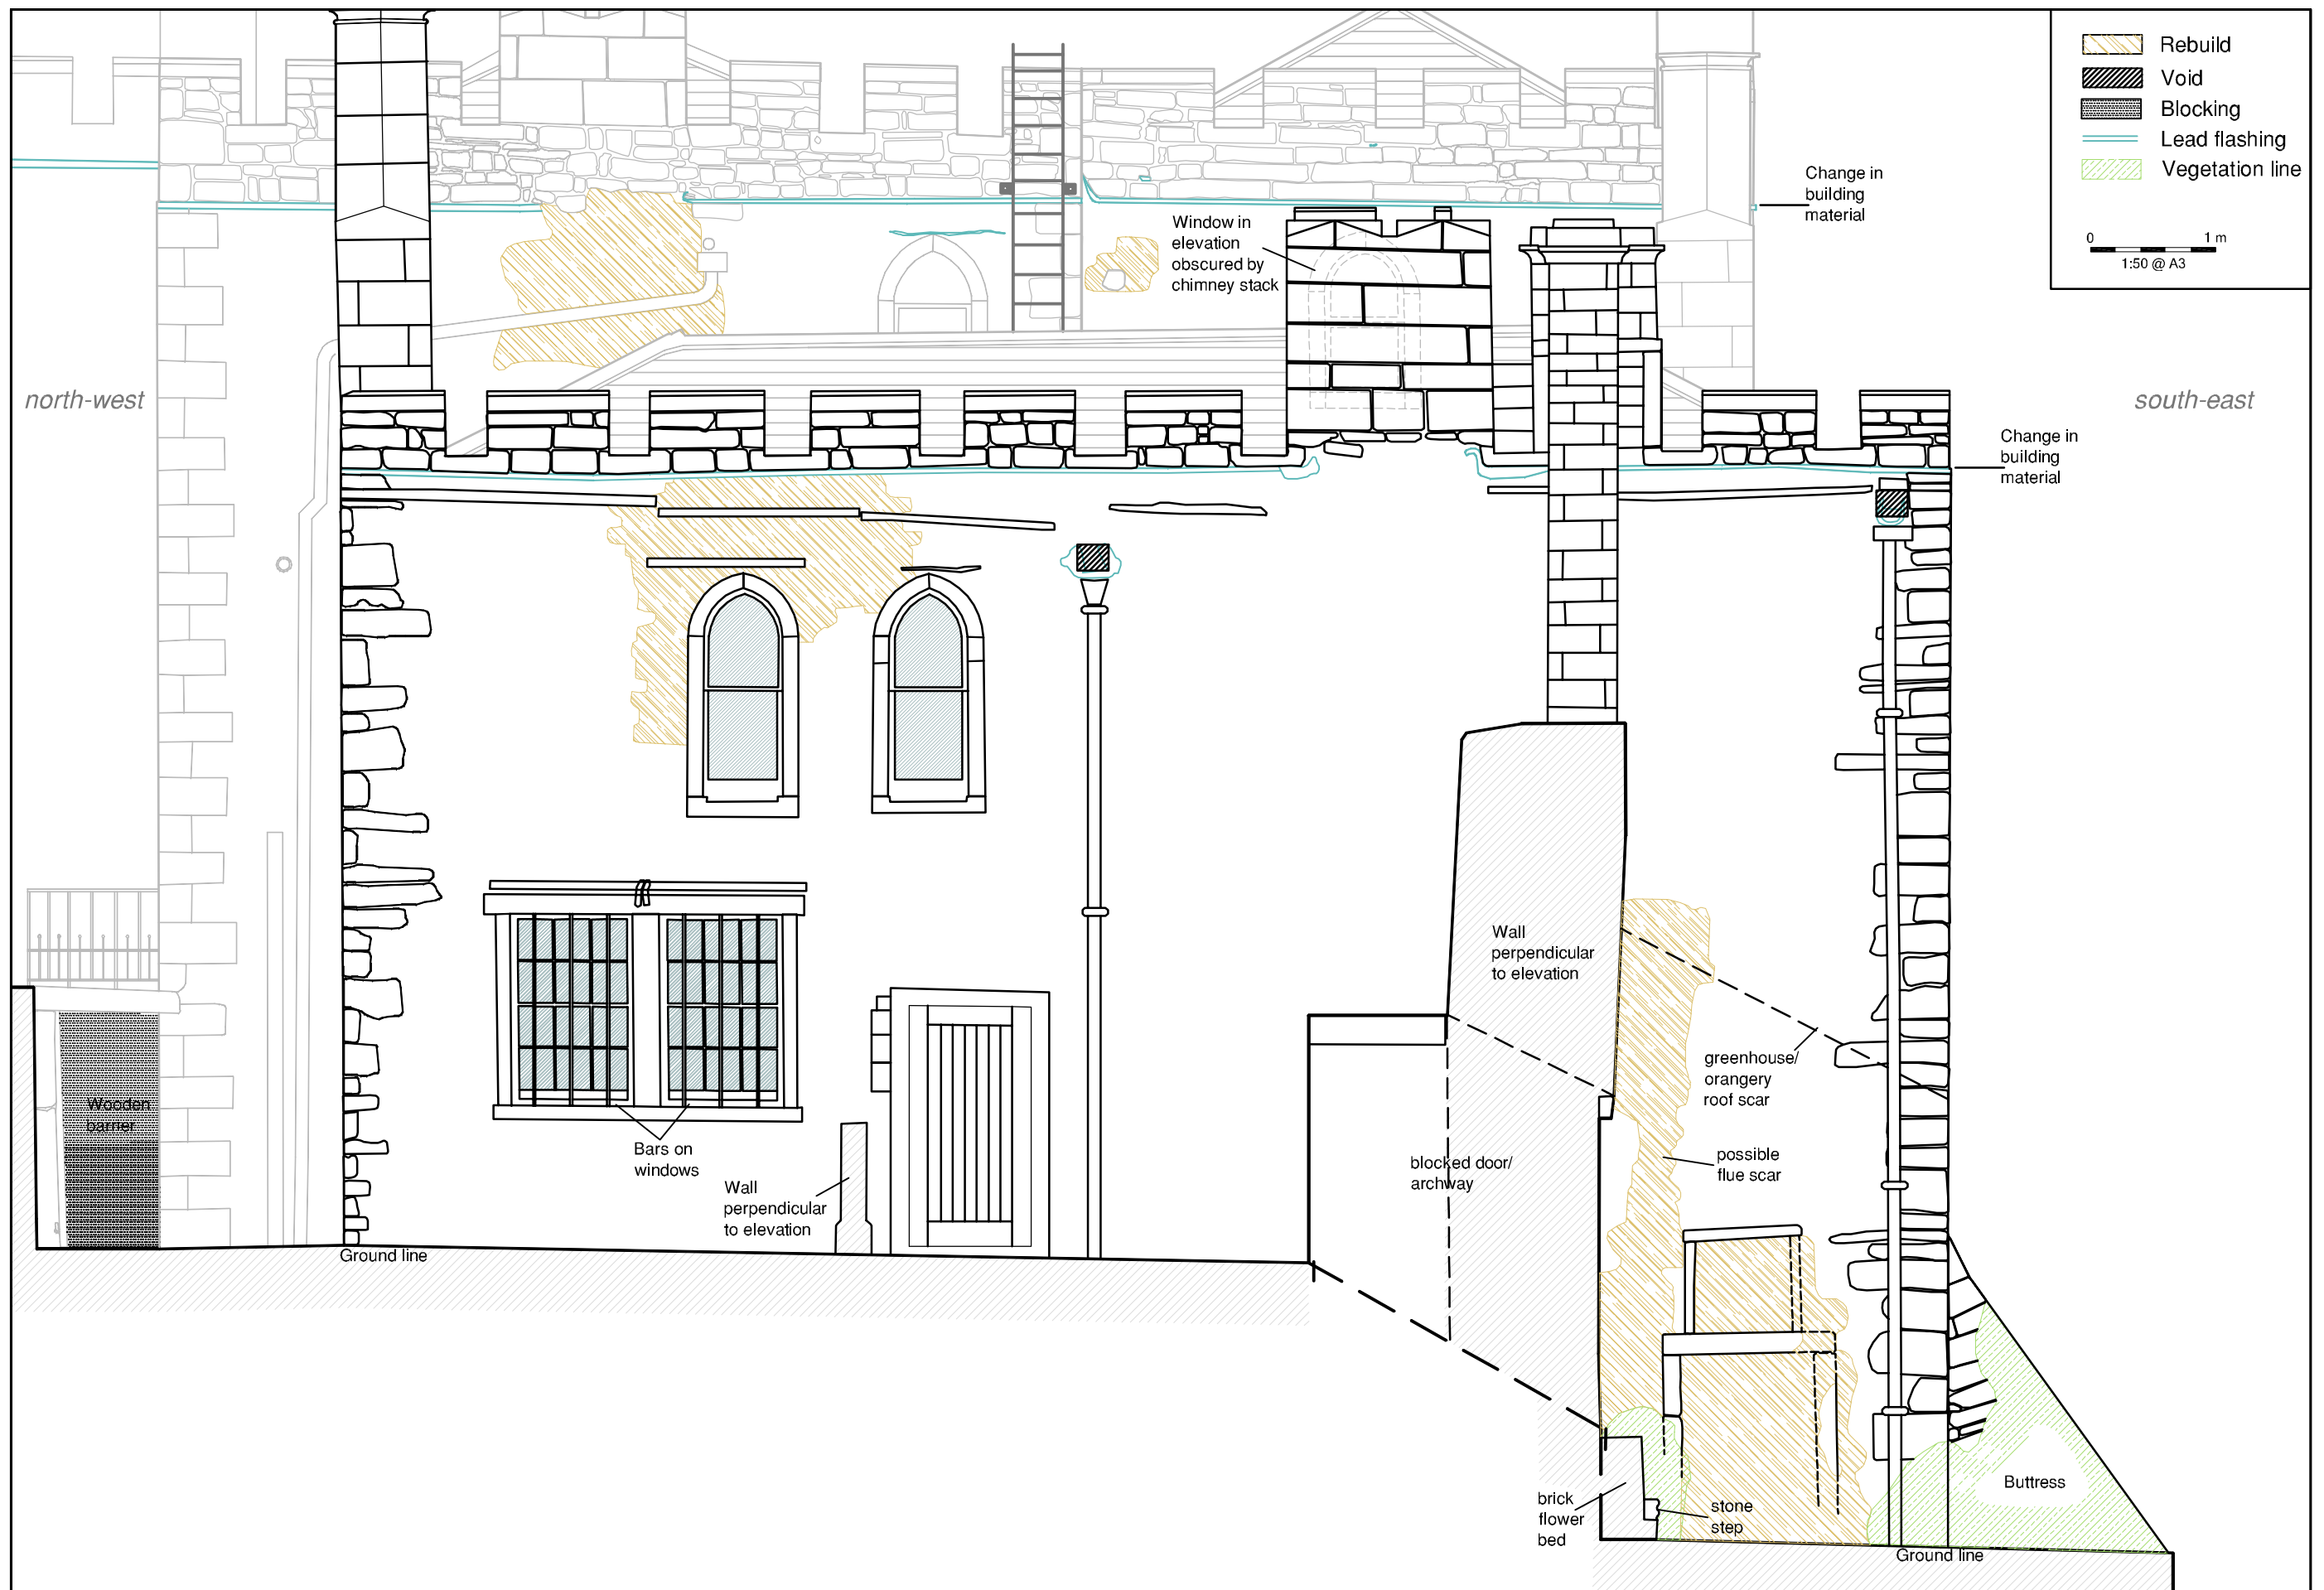 Rebuild
Void
Blocking
Lead flashing
Vegetation line
0 1 m
1:50 @ A3
Change in
building
material
Window in
elevation
obscured by
chimney stack
north-west
south-east
Change in
building
material
Wall
perpendicular
to elevation
greenhouse/
orangery
roof scar
Wooden
barrier
Bars on
windows
possible
flue scar
blocked door/
archway
Wall
perpendicular
to elevation
Ground line
Buttress
brick
flower
bed
stone
step
Ground line